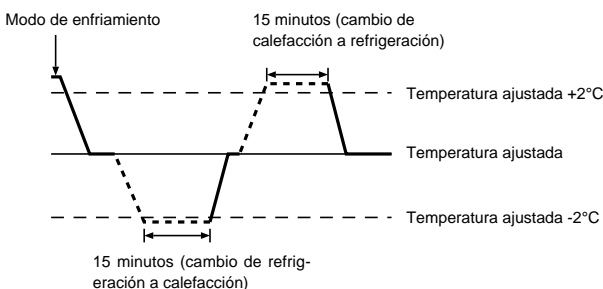 Modo de enfriamiento
15 minutos (cambio de
calefacción a refrigeración)
Temperatura ajustada +2°C
Temperatura ajustada
Temperatura ajustada -2°C
15 minutos (cambio de refrig-
eración a calefacción)